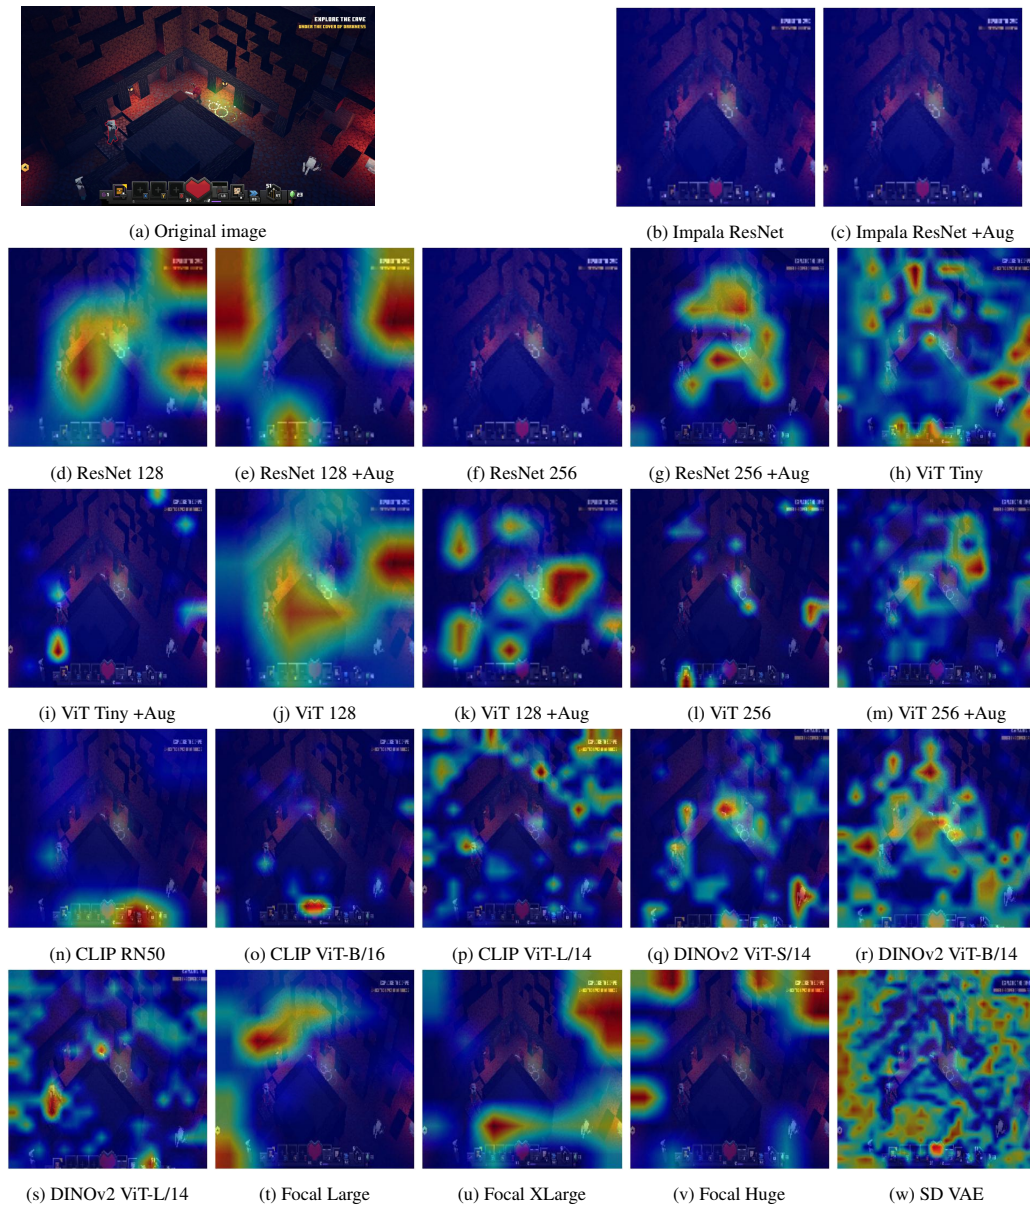 EXPLORE THE CAVE
UNDER THE COVER OF DARKNESS
(a) Original image
(b) Impala ResNet
(c) Impala ResNet +Aug
(d) ResNet 128
(e) ResNet 128 +Aug
(f) ResNet 256
(g) ResNet 256 +Aug
(h) ViT Tiny
(i) ViT Tiny +Aug
(j) ViT 128
(k) ViT 128 +Aug
(l) ViT 256
(m) ViT 256 +Aug
(n) CLIP RN50
(o) CLIP ViT-B/16
(p) CLIP ViT-L/14
(q) DINOv2 ViT-S/14
(r) DINOv2 ViT-B/14
(s) DINOv2 ViT-L/14
(t) Focal Large
(u) Focal XLarge
(v) Focal Huge
(w) SD VAE